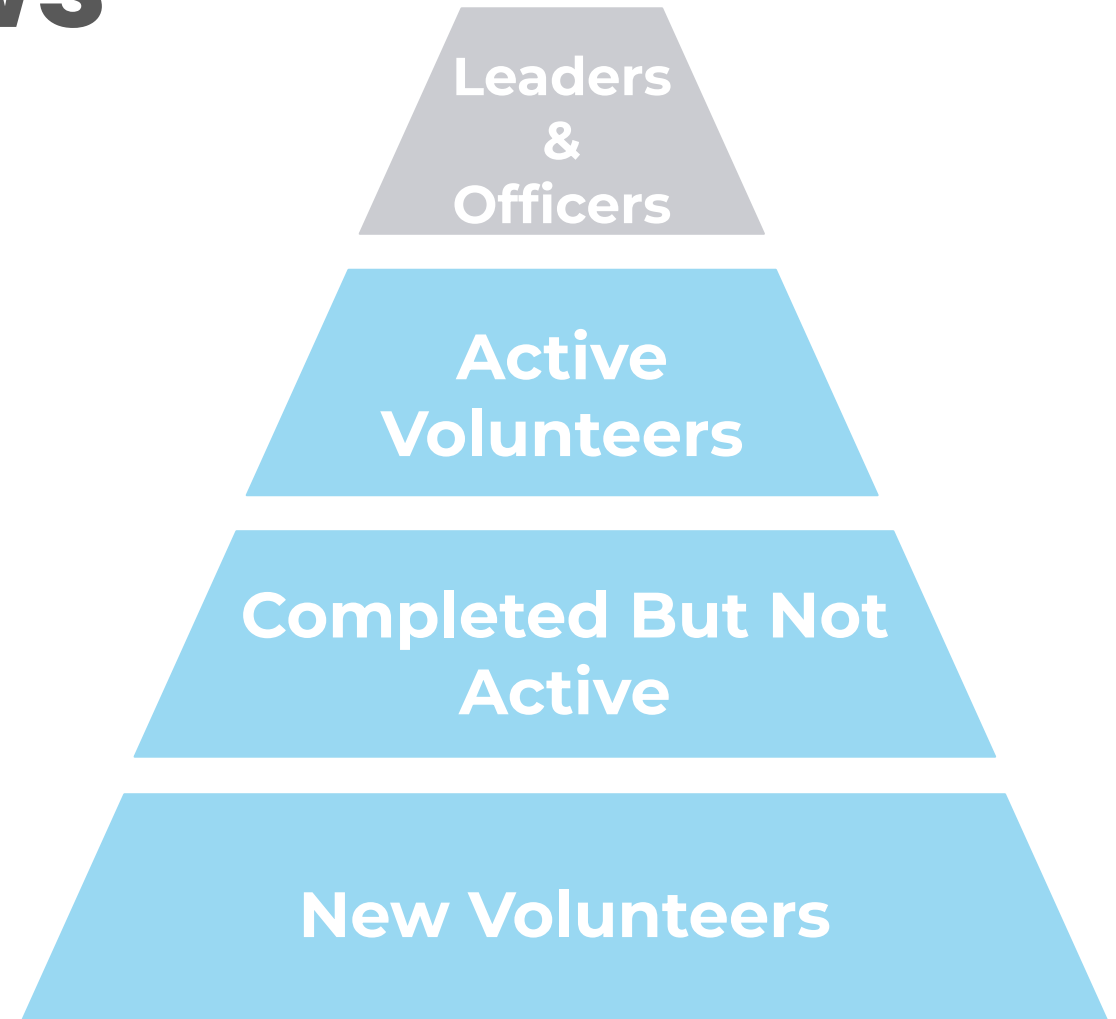 Leaders
&
Officers
Active
Volunteers
Completed But Not
Active
New Volunteers